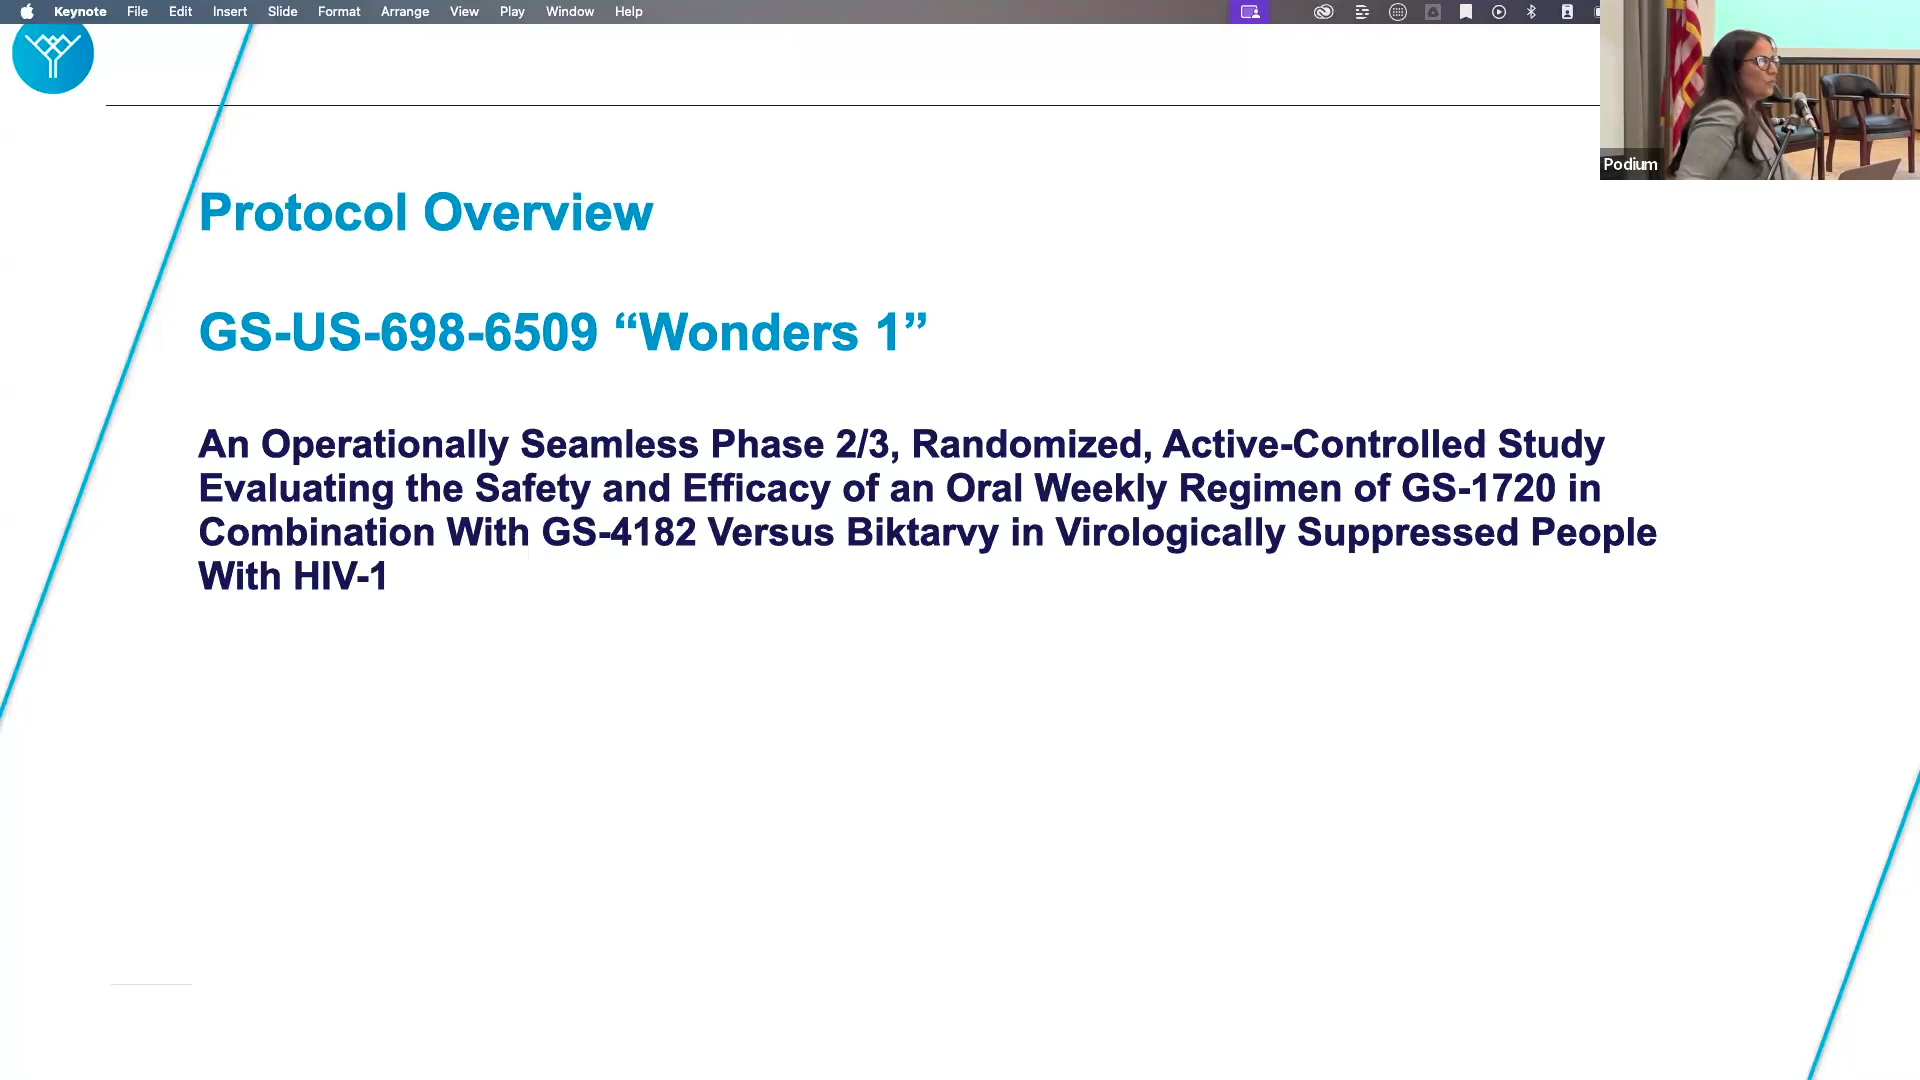 Keynote File Edit Insert Slide Format Arrange View Play Window Help
Podium
Protocol Overview
GS-US-698-6509 “Wonders 1”
An Operationally Seamless Phase 2/3, Randomized, Active-Controlled Study
Evaluating the Safety and Efficacy of an Oral Weekly Regimen of GS-1720 in
Combination With GS-4182 Versus Biktarvy in Virologically Suppressed People
With HIV-1